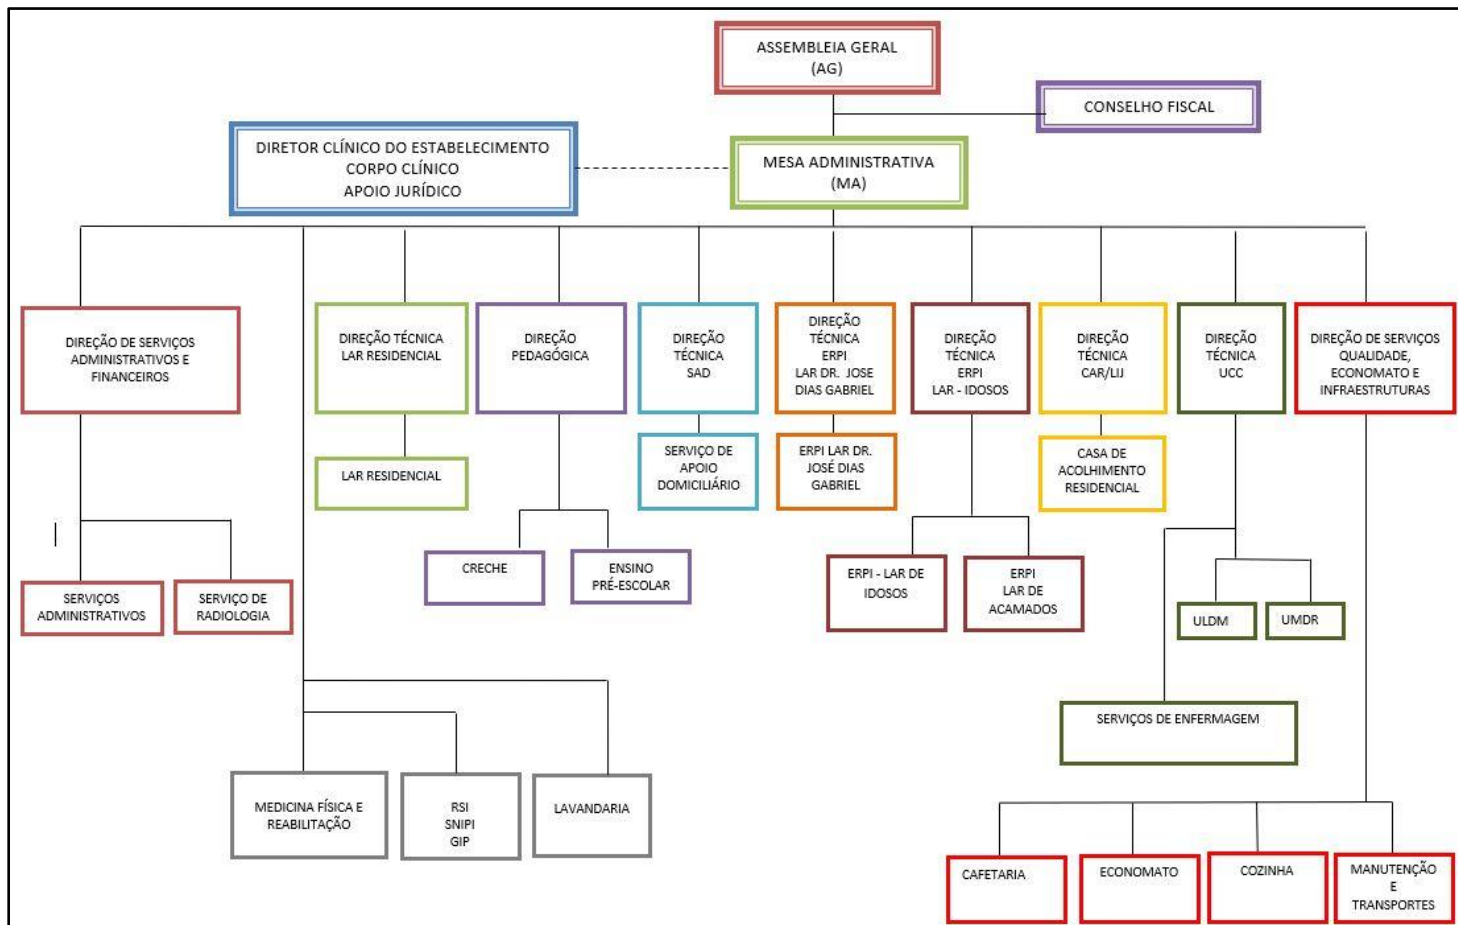 ASSEMBLEIA GERAL
(AG)
CONSELHO FISCAL
DIRETOR CLÍNICO DO ESTABELECIMENTO
CORPO CLÍNICO
APOIO JURÍDICO
MESA ADMINISTRATIVA
(MA)
DIREÇÃO DE SERVIÇOS
ADMINISTRATIVOS E
FINANCEIROS
DIREÇÃO TÉCNICA
LAR RESIDENCIAL
DIREÇÃO
PEDAGÓGICA
DIREÇÃO
TÉCNICA
SAD
DIREÇÃO
TÉCNICA
ERPI
LAR DR. JOSE
DIAS GABRIEL
DIREÇÃO
TÉCNICA
ERPI
LAR - IDOSOS
DIREÇÃO
TÉCNICA
CAR/LIJ
DIREÇÃO
TÉCNICA
UCC
DIREÇÃO DE SERVIÇOS
QUALIDADE,
ECONOMATO E
INFRAESTRUTURAS
LAR RESIDENCIAL
SERVIÇO DE
APOIO
DOMICILIÁRIO
ERPI LAR DR.
JOSÉ DIAS
GABRIEL
CASA DE
ACOLHIMENTO
RESIDENCIAL
CRECHE
ENSINO
PRÉ-ESCOLAR
ERPI - LAR DE
IDOSOS
ERPI
LAR DE
ACAMADOS
SERVIÇOS
ADMINISTRATIVOS
SERVIÇO DE
RADIOLOGIA
ULDM
UMDR
SERVIÇOS DE ENFERMAGEM
MEDICINA FÍSICA E
REABILITAÇÃO
RSI
SNIPI
GIP
LAVANDARIA
CAFETARIA
ECONOMATO
COZINHA
MANUTENÇÃO
E
TRANSPORTES